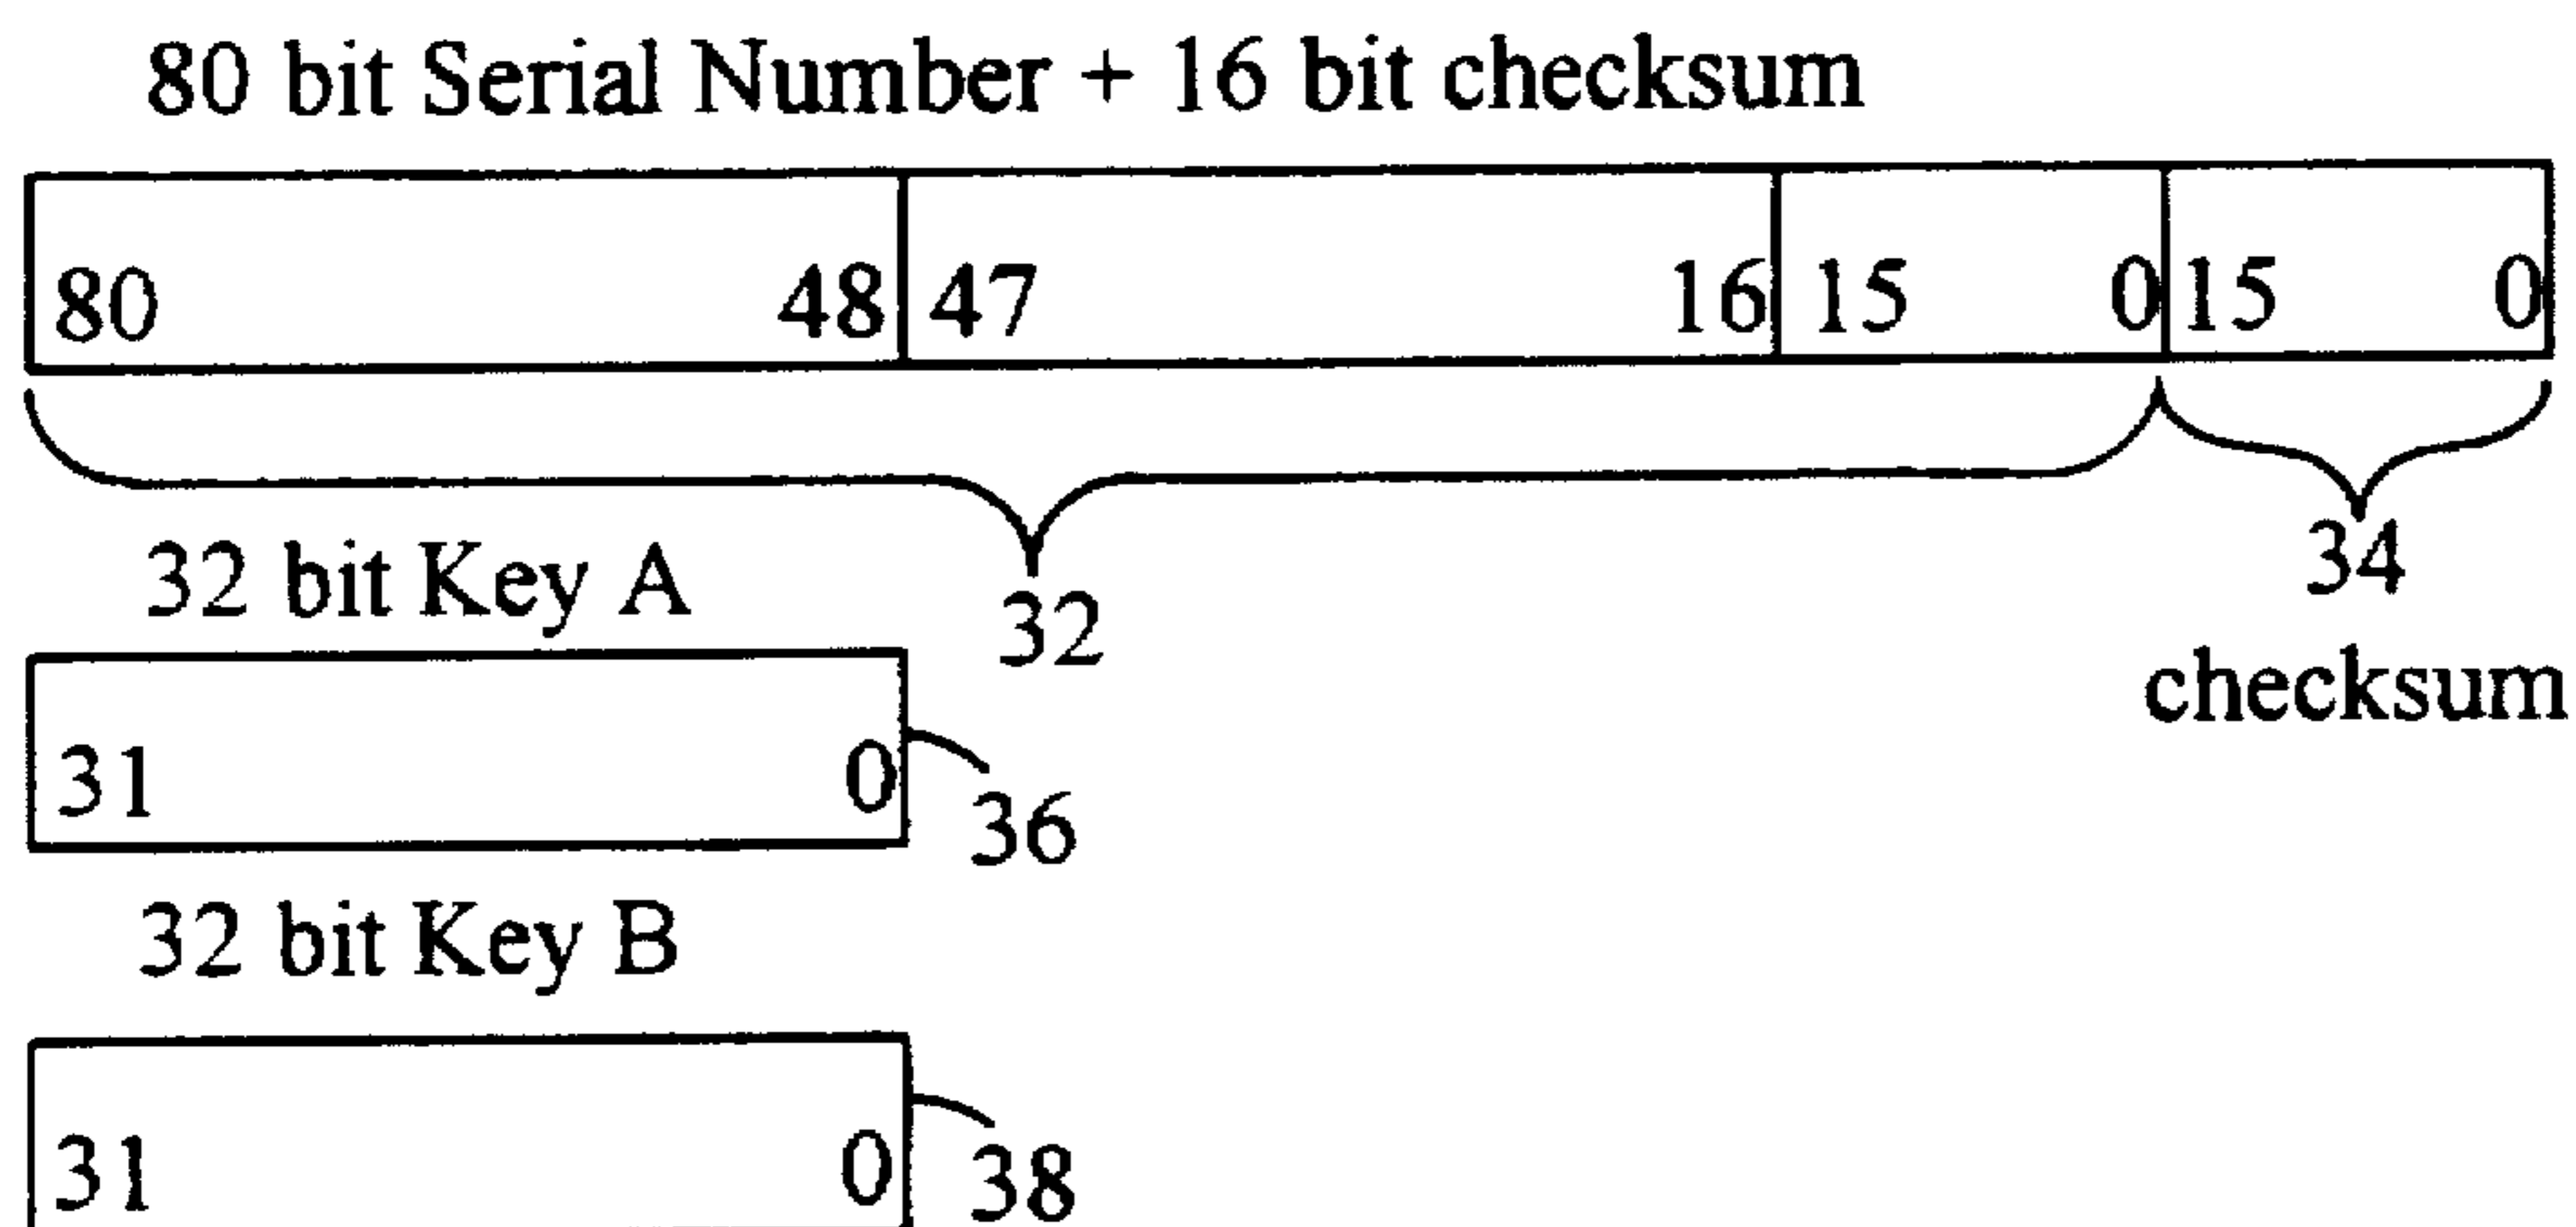 80 bit Serial Number + 16 bit checksum
80 48 47 16 15 0 15 0
32 bit Key A
32
34
checksum
31 0
36
32 bit Key B
31 0
38